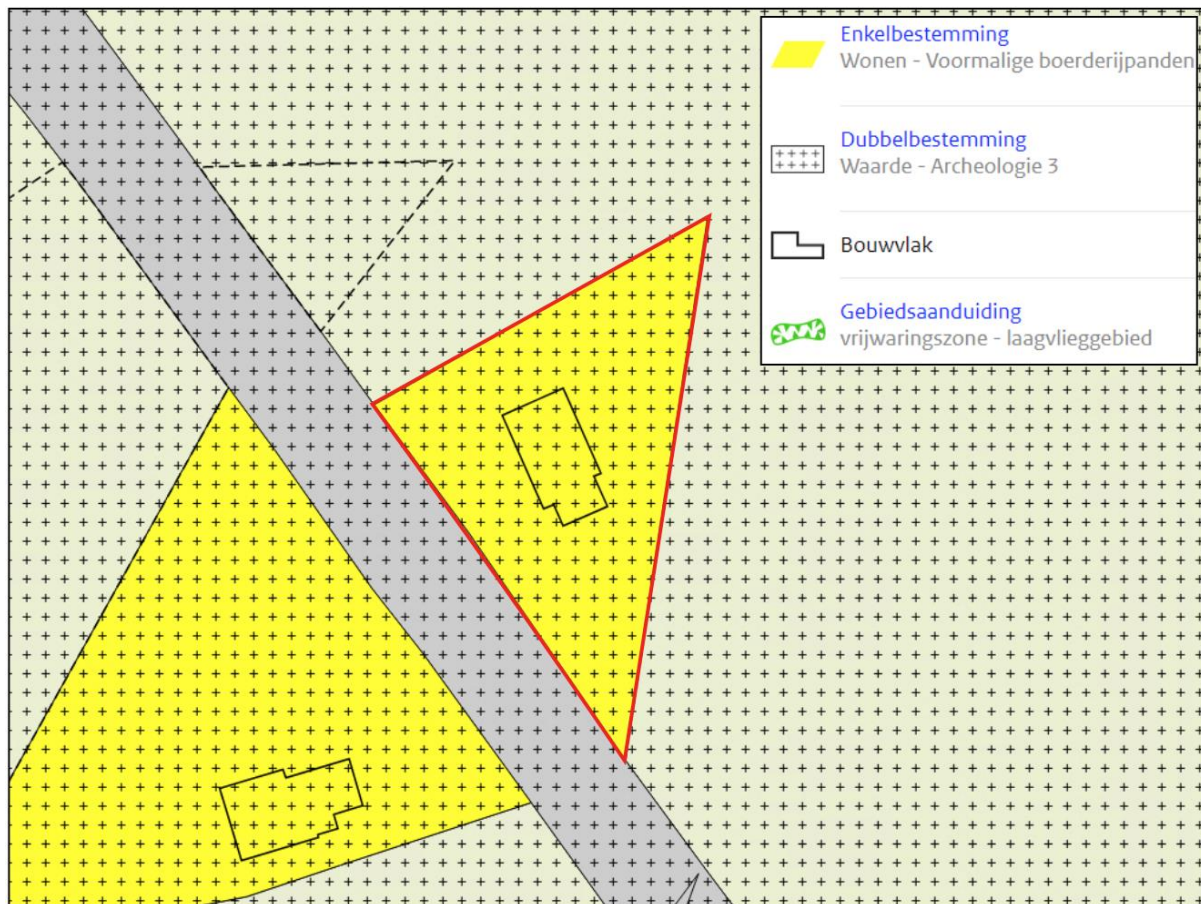 Enkelbestemming
Wonen - Voormalige boerderijpanden
Dubbelbestemming
Waarde - Archeologie 3
Bouwvlak
Gebiedsaanduiding
vrijwaringszone - laagvlieggebied